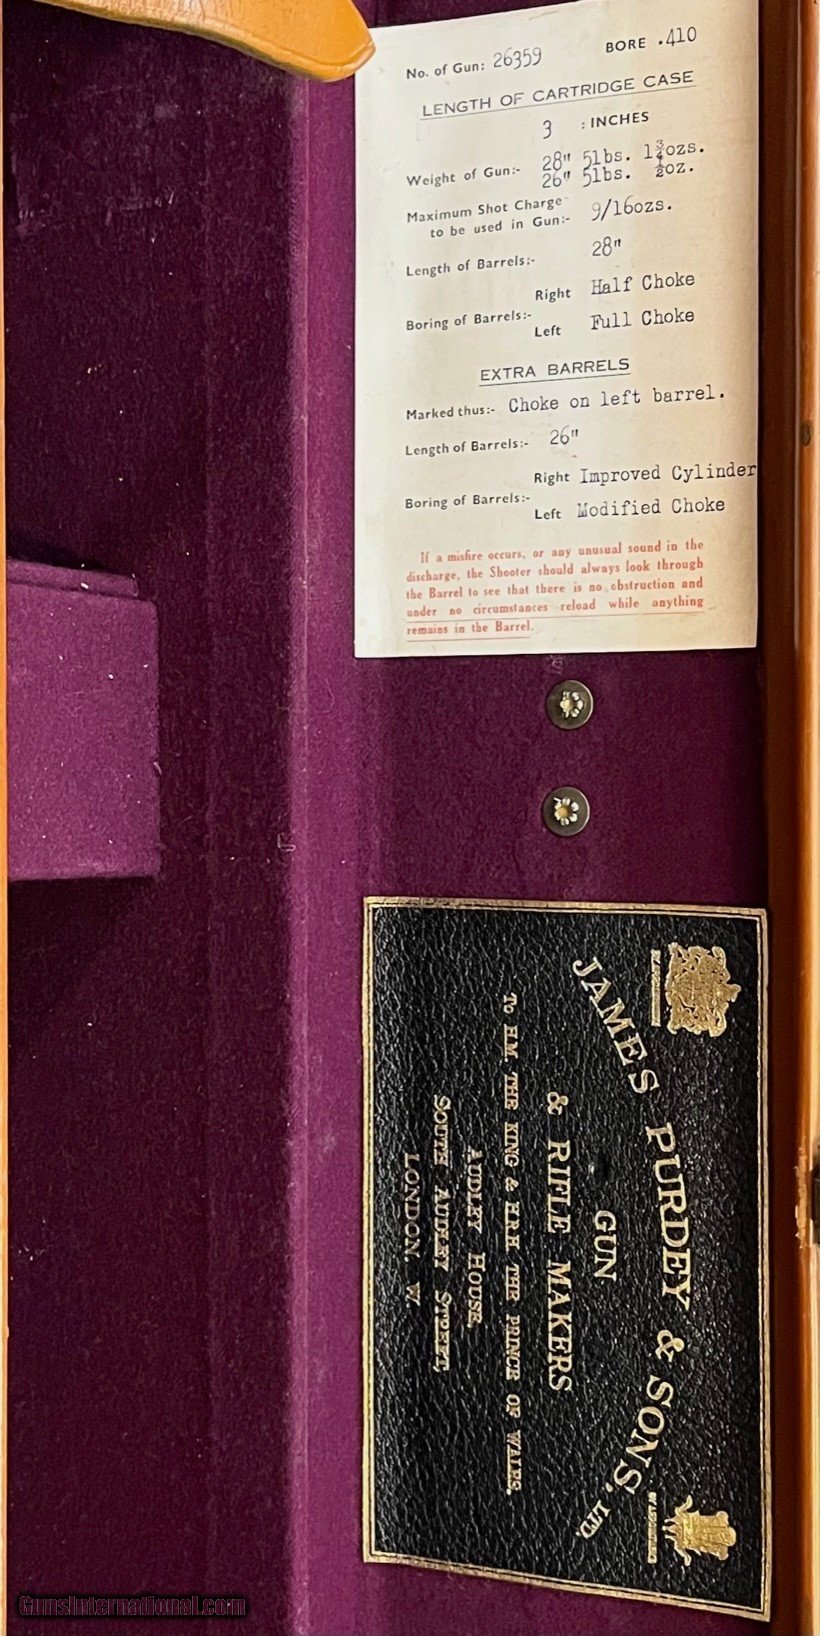 No. of Gun: 26359 BORE .410
LENGTH OF CARTRIDGE CASE
3 : INCHES
Weight of Gun:- 28" 5lbs. 1¾ozs.
26" 5lbs. ½oz.
Maximum Shot Charge
to be used in Gun:- 9/16ozs.
Length of Barrels:- 28"
Right Half Choke
Boring of Barrels:-
Left Full Choke
EXTRA BARRELS
Marked thus:- Choke on left barrel.
Length of Barrels:- 26"
Right Improved Cylinder
Boring of Barrels:-
Left Modified Choke
If a misfire occurs, or any unusual sound in the
discharge, the Shooter should always look through
the Barrel to see that there is no obstruction and
under no circumstances reload while anything
remains in the Barrel.
JAMES PURDEY & SONS, LTD.
GUN
& RIFLE MAKERS
TO H.M. THE KING & H.R.H. THE PRINCE OF WALES.
AUDLEY HOUSE,
SOUTH AUDLEY STREET,
LONDON. W.
GunsInternational.com